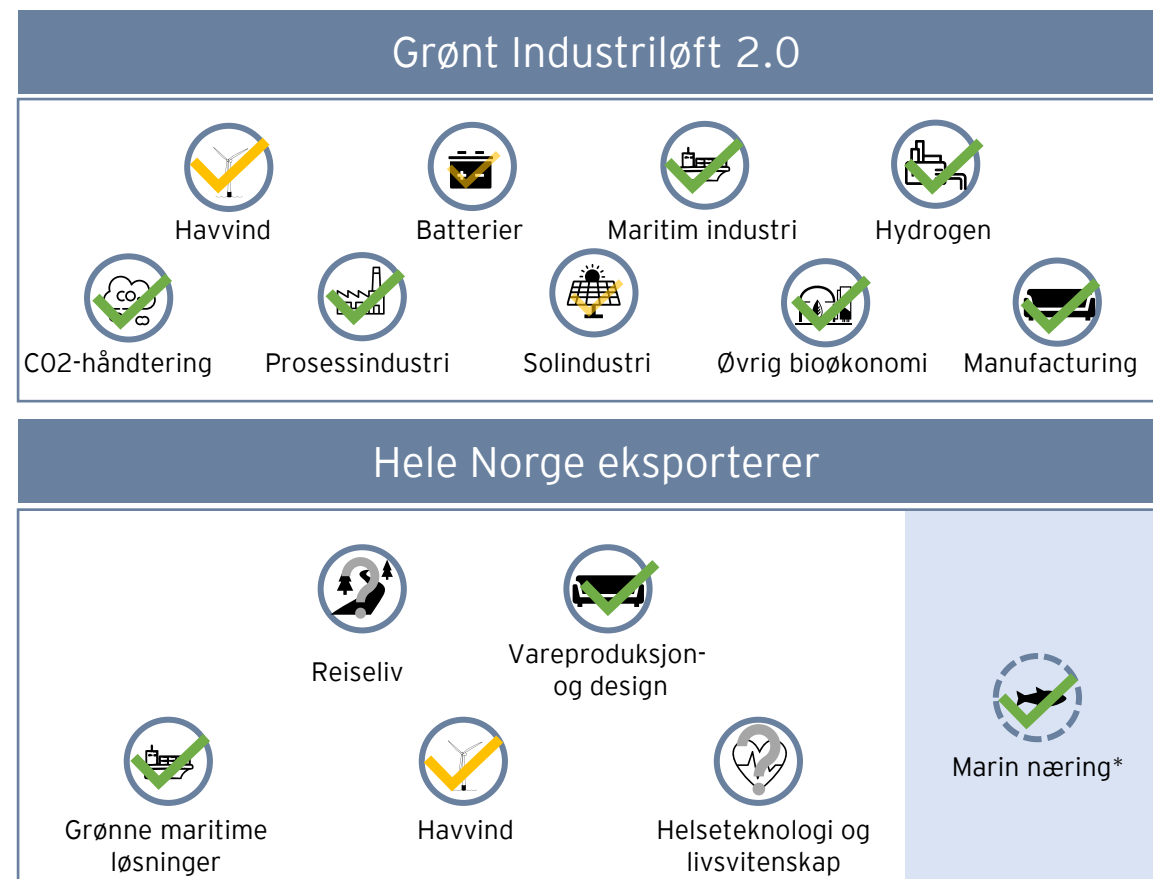 Grønt Industriløft 2.0
Havvind
Batterier
Maritim industri
Hydrogen
CO
CO2-håndtering
Prosessindustri
Solindustri
Øvrig bioøkonomi
Manufacturing
Hele Norge eksporterer
Reiseliv
Vareproduksjon-
og design
Marin næring*
Grønne maritime
løsninger
Havvind
Helseteknologi og
livsvitenskap